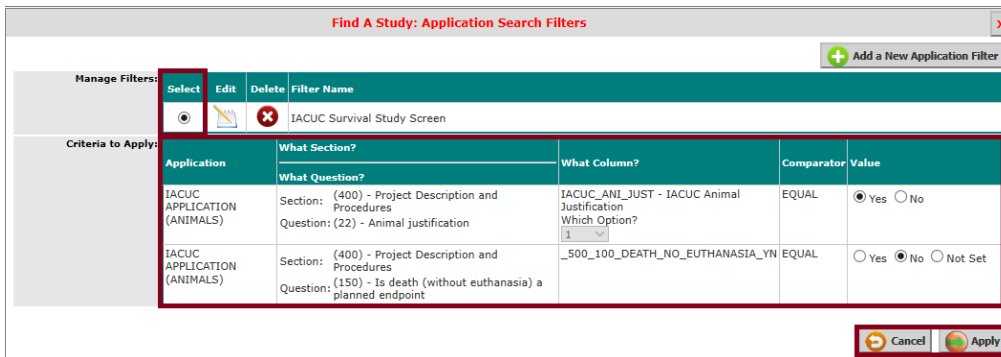 Find A Study: Application Search Filters
X
Add a New Application Filter
Manage Filters:
Select Edit Delete Filter Name
IACUC Survival Study Screen
Criteria to Apply:
Application
What Section?
What Question?
What Column?
Comparator Value
IACUC
APPLICATION
(ANIMALS)
Section: (400) - Project Description and
Procedures
Question: (22) - Animal justification
IACUC_ANI_JUST - IACUC Animal
Justification
Which Option?
1
EQUAL
Yes No
IACUC
APPLICATION
(ANIMALS)
Section: (400) - Project Description and
Procedures
Question: (150) - Is death (without euthanasia) a
planned endpoint
_500_100_DEATH_NO_EUTHANASIA_YN EQUAL
Yes No Not Set
Cancel Apply